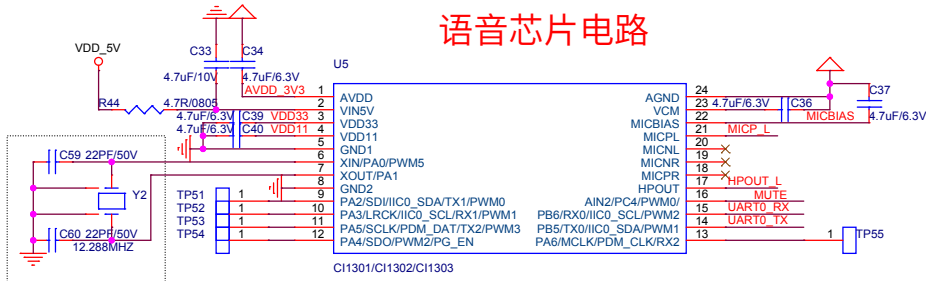 语音芯片电路
VDD_5V
C33
C34
4.7uF/10V
4.7uF/6.3V
AVDD_3V3
R44
4.7R/0805
4.7uF/6.3V
C39
VDD33
4.7uF/6.3V
C40
VDD11
U5
1 AVDD
2 VIN5V
3 VDD33
4 VDD11
5 GND1
6 XIN/PA0/PWM5
7 XOUT/PA1
8 GND2
9 PA2/SDI/IIC0_SDA/TX1/PWM0
10 PA3/LRCK/IIC0_SCL/RX1/PWM1
11 PA5/SCLK/PDM_DAT/TX2/PWM3
12 PA4/SDO/PWM2/PG_EN
AGND 24
VCM 23
MICBIAS 22
MICPL 21
MICNL 20
MICNR 19
MICPR 18
HPOUT 17
AIN2/PC4/PWM0/ 16
PB6/RX0/IIC0_SCL/PWM2 15
PB5/TX0/IIC0_SDA/PWM1 14
PA6/MCLK/PDM_CLK/RX2 13
CI1301/CI1302/CI1303
4.7uF/6.3V
C36
C37
MICBIAS
4.7uF/6.3V
MICP_L
HPOUT_L
MUTE
UART0_RX
UART0_TX
1
TP55
C59 22PF/50V
Y2
C60 22PF/50V
12.288MHZ
TP51
1
TP52
1
TP53
1
TP54
1